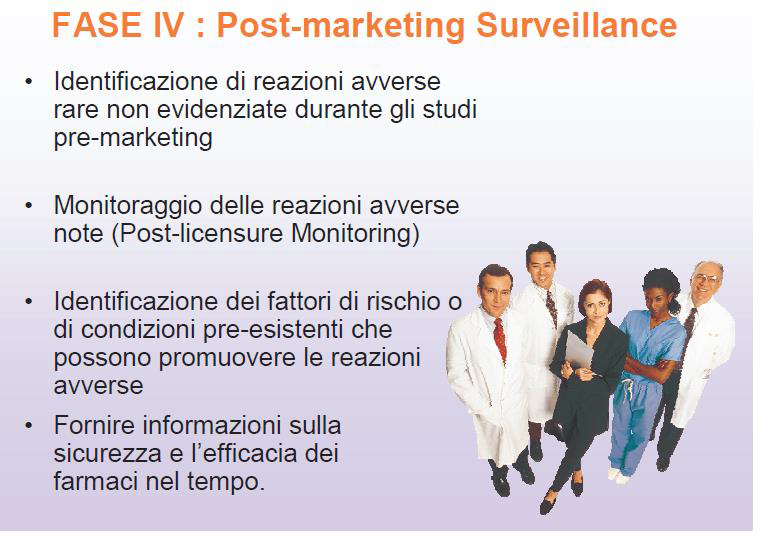 FASE IV : Post-marketing Surveillance
• Identificazione di reazioni avverse
rare non evidenziate durante gli studi
pre-marketing
• Monitoraggio delle reazioni avverse
note (Post-licensure Monitoring)
• Identificazione dei fattori di rischio o
di condizioni pre-esistenti che
possono promuovere le reazioni
avverse
• Fornire informazioni sulla
sicurezza e l’efficacia dei
farmaci nel tempo.